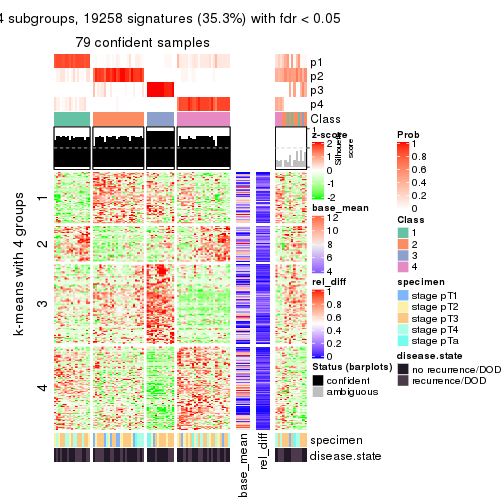 4 subgroups, 19258 signatures (35.3%) with fdr < 0.05
79 confident samples
p1
p2
p3
p4
Class
Silhouette
score
1
2
3
4
k-means with 4 groups
base_mean
rel_diff
specimen
disease.state
z-score
2
1
0
-1
-2
base_mean
12
10
8
6
4
rel_diff
1
0.8
0.6
0.4
0.2
0
Status (barplots)
confident
ambiguous
Prob
1
0.8
0.6
0.4
0.2
0
Class
1
2
3
4
specimen
stage pT1
stage pT2
stage pT3
stage pT4
stage pTa
disease.state
no recurrence/DOD
recurrence/DOD